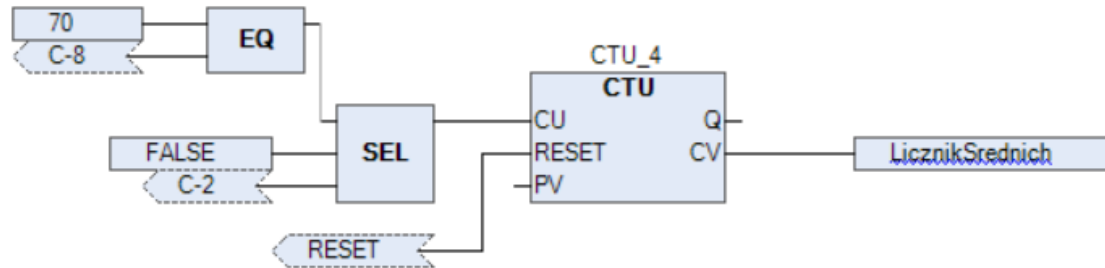 70
EQ
C-8
CTU_4
CTU
CU
Q
FALSE
SEL
RESET
CV
LicznikSrednich
C-2
PV
RESET